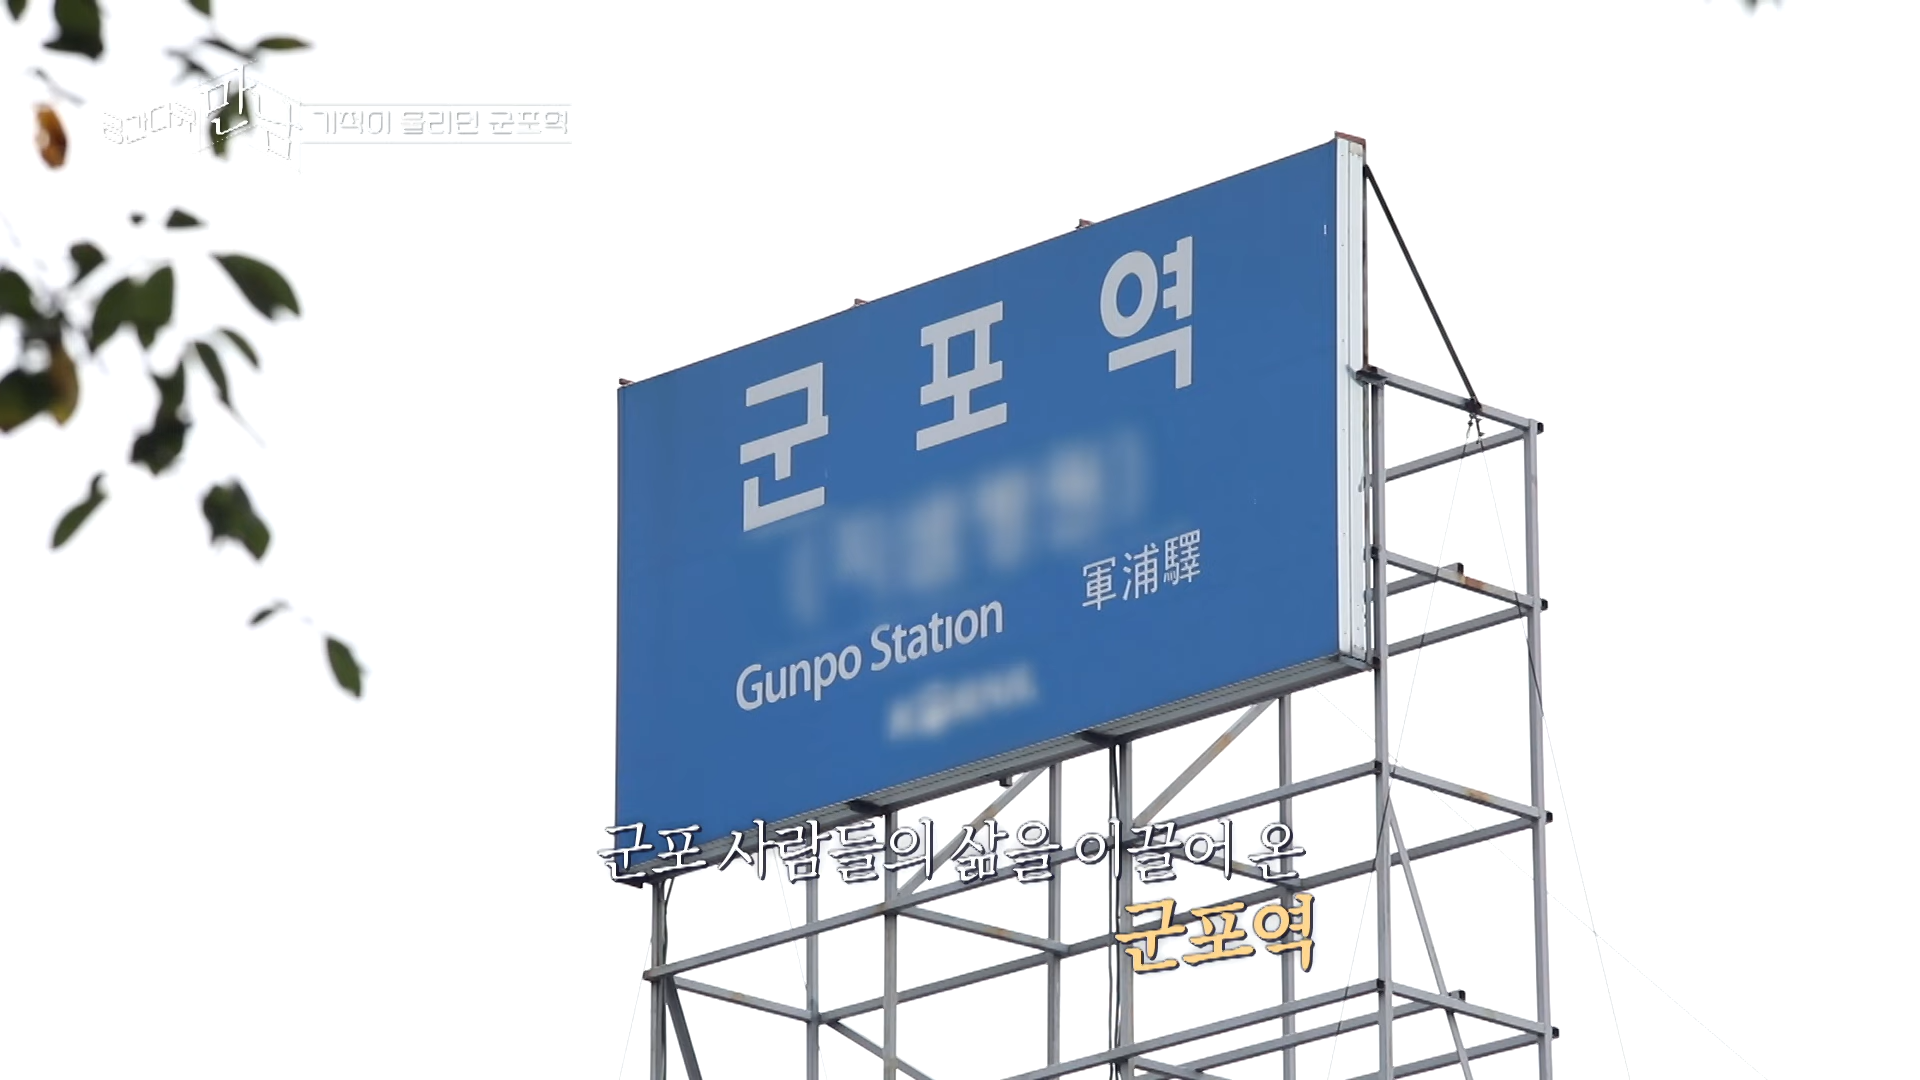 기적이 울리던 군포역
군 포 역
軍浦驛
Gunpo Station
군포 사람들의 삶을 이끌어 온
군포역